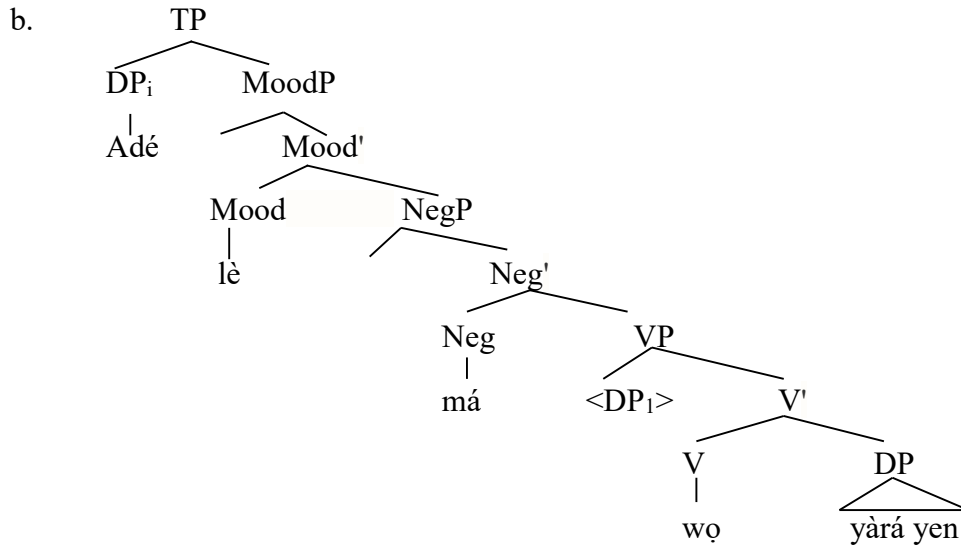 b. TP
DPᵢ MoodP
Adé Mood'
Mood NegP
lè Neg'
Neg VP
má <DP₁> V'
V DP
wọ yàrá yen